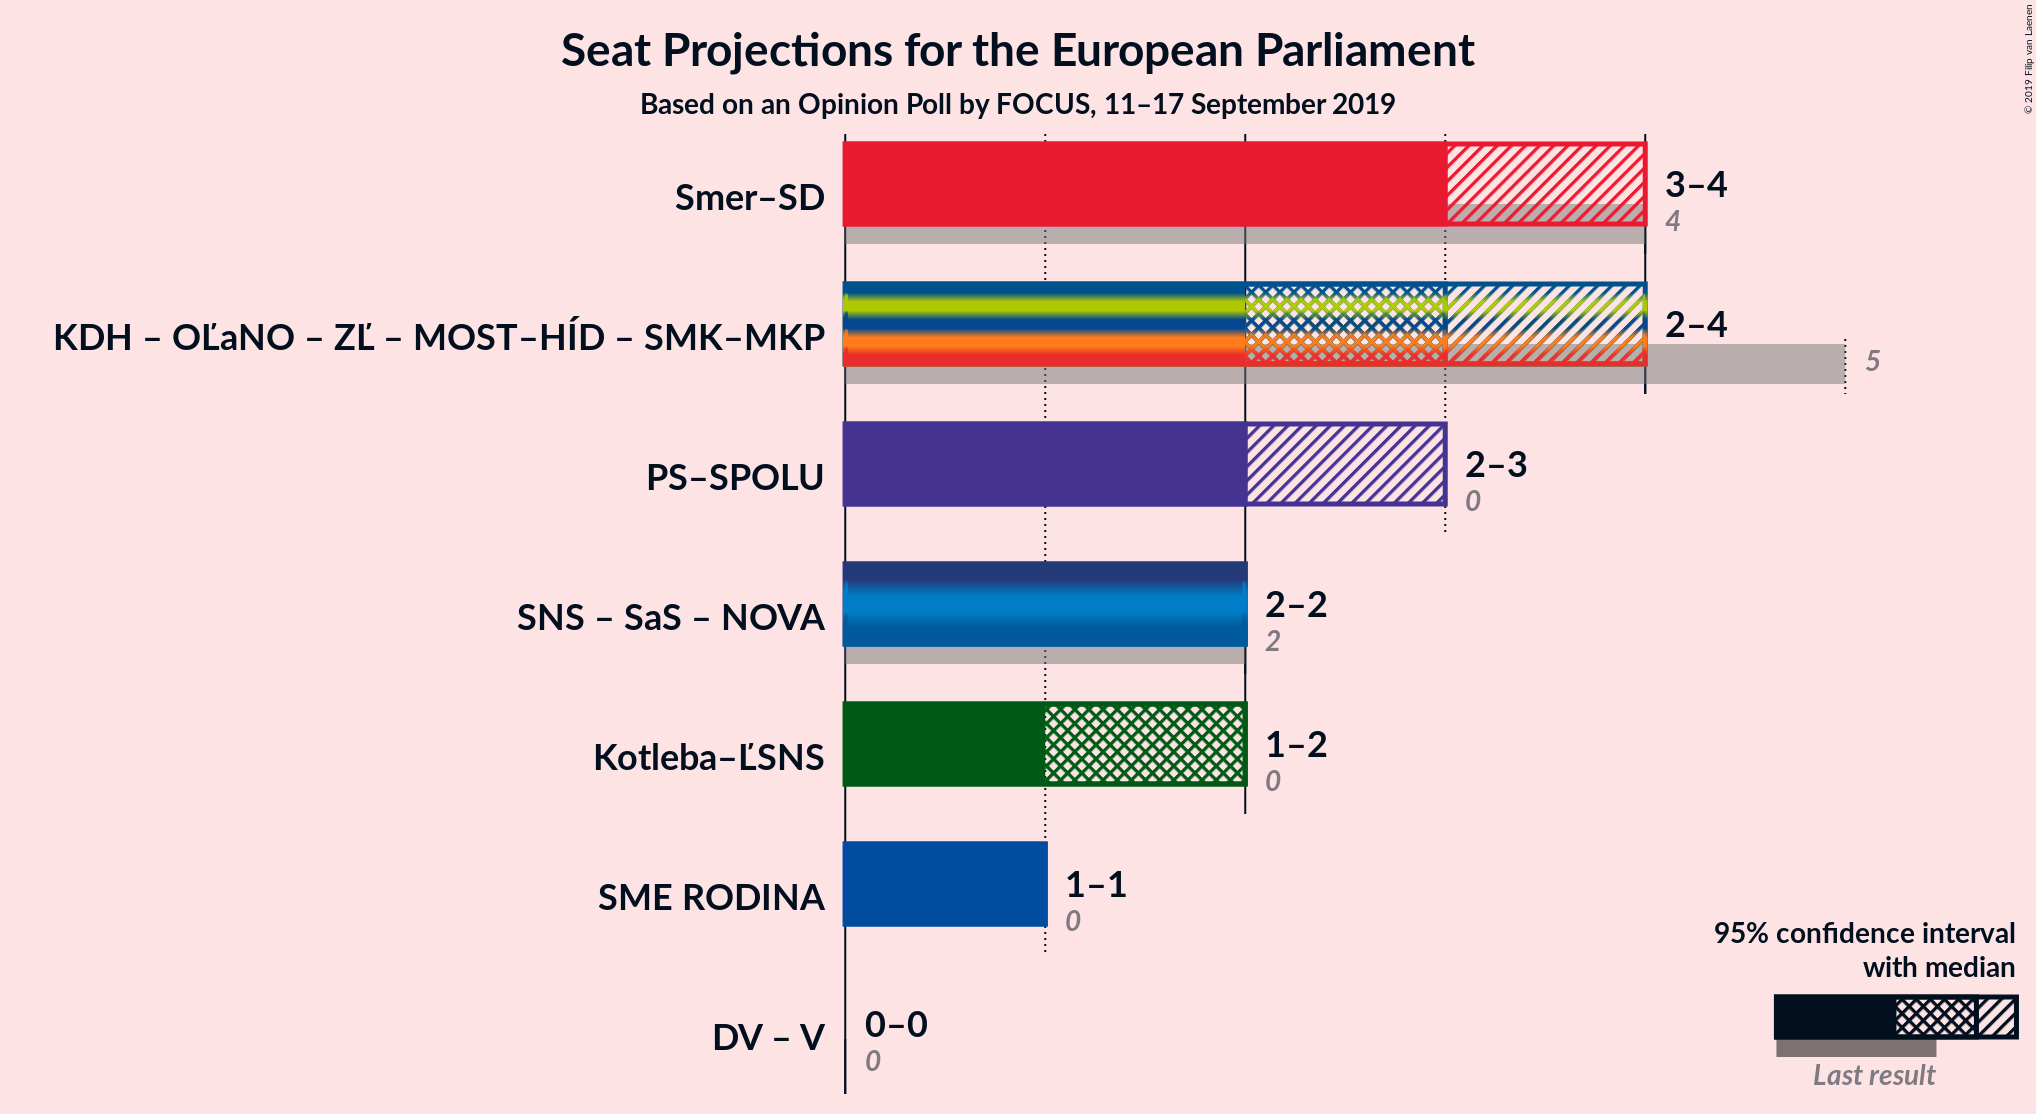 Seat Projections for the European Parliament
Based on an Opinion Poll by FOCUS, 11–17 September 2019
© 2019 Filip van Laenen
Smer–SD
3–4
4
KDH – OĽaNO – ZĽ – MOST–HÍD – SMK–MKP
2–4
5
PS–SPOLU
2–3
0
SNS – SaS – NOVA
2–2
2
Kotleba–ĽSNS
1–2
0
SME RODINA
1–1
0
DV – V
0–0
0
95% confidence interval
with median
Last result